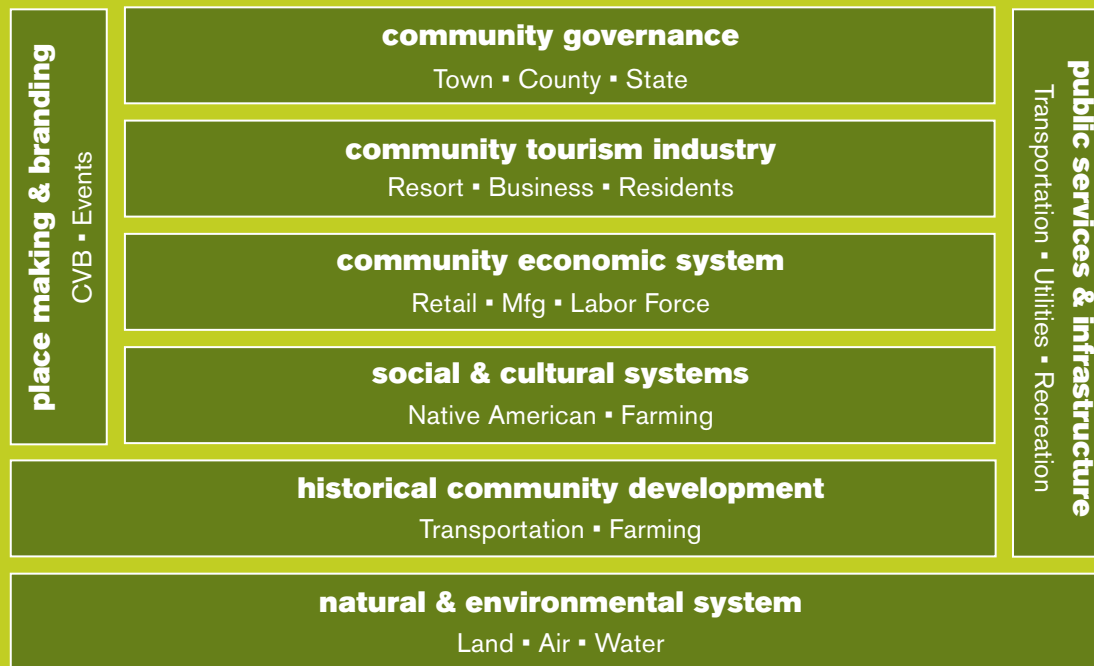 place making & branding
CVB ▪ Events
community governance
Town ▪ County ▪ State
community tourism industry
Resort ▪ Business ▪ Residents
community economic system
Retail ▪ Mfg ▪ Labor Force
social & cultural systems
Native American ▪ Farming
historical community development
Transportation ▪ Farming
natural & environmental system
Land ▪ Air ▪ Water
public services & infrastructure
Transportation ▪ Utilities ▪ Recreation